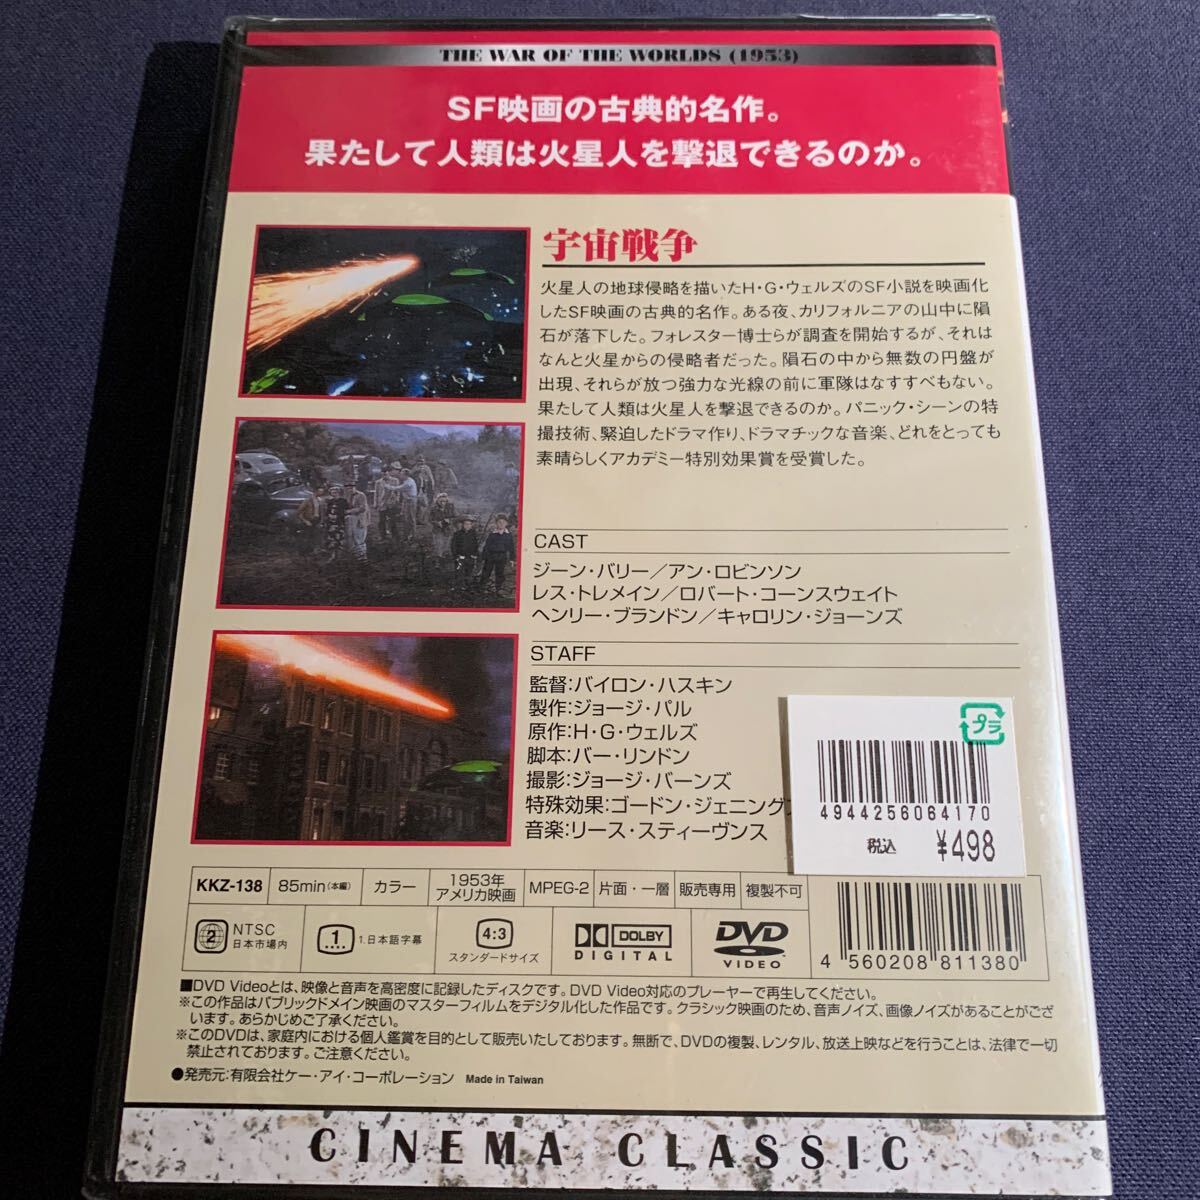 THE WAR OF THE WORLDS (1953)
SF映画の古典的名作。
果たして人類は火星人を撃退できるのか。
宇宙戦争
火星人の地球侵略を描いたH・G・ウェルズのSF小説を映画化
したSF映画の古典的名作。ある夜、カリフォルニアの山中に隕
石が落下した。フォレスター博士らが調査を開始するが、それは
なんと火星からの侵略者だった。隕石の中から無数の円盤が
出現、それらが放つ強力な光線の前に軍隊はなすすべもない。
果たして人類は火星人を撃退できるのか。パニック・シーンの特
撮技術、緊迫したドラマ作り、ドラマチックな音楽、どれをとっても
素晴らしくアカデミー特別効果賞を受賞した。
CAST
ジーン・バリー／アン・ロビンソン
レス・トレメイン／ロバート・コーンスウェイト
ヘンリー・ブランドン／キャロリン・ジョーンズ
STAFF
監督:バイロン・ハスキン
製作:ジョージ・パル
原作:H・G・ウェルズ
脚本:バー・リンドン
撮影:ジョージ・バーンズ
特殊効果:ゴードン・ジェニングス
音楽:リース・スティーヴンス
プラ
4944256064170
税込 ¥498
KKZ-138 85min(本編) カラー 1953年 アメリカ映画 MPEG-2 片面・一層 販売専用 複製不可
2 NTSC 日本市場内 1 1.日本語字幕 4:3 スタンダードサイズ DOLBY DIGITAL DVD VIDEO
4 560208 811380
■DVD Videoとは、映像と音声を高密度に記録したディスクです。DVD Video対応のプレーヤーで再生してください。
※この作品はパブリックドメイン映画のマスターフィルムをデジタル化した作品です。クラシック映画のため、音声ノイズ、画像ノイズがあることがござ
います。あらかじめご了承ください。
※このDVDは、家庭内における個人鑑賞を目的として販売いたしております。無断で、DVDの複製、レンタル、放送上映などを行うことは、法律で一切
禁止されております。ご注意ください。
●発売元:有限会社ケー・アイ・コーポレーション Made in Taiwan
CINEMA CLASSIC